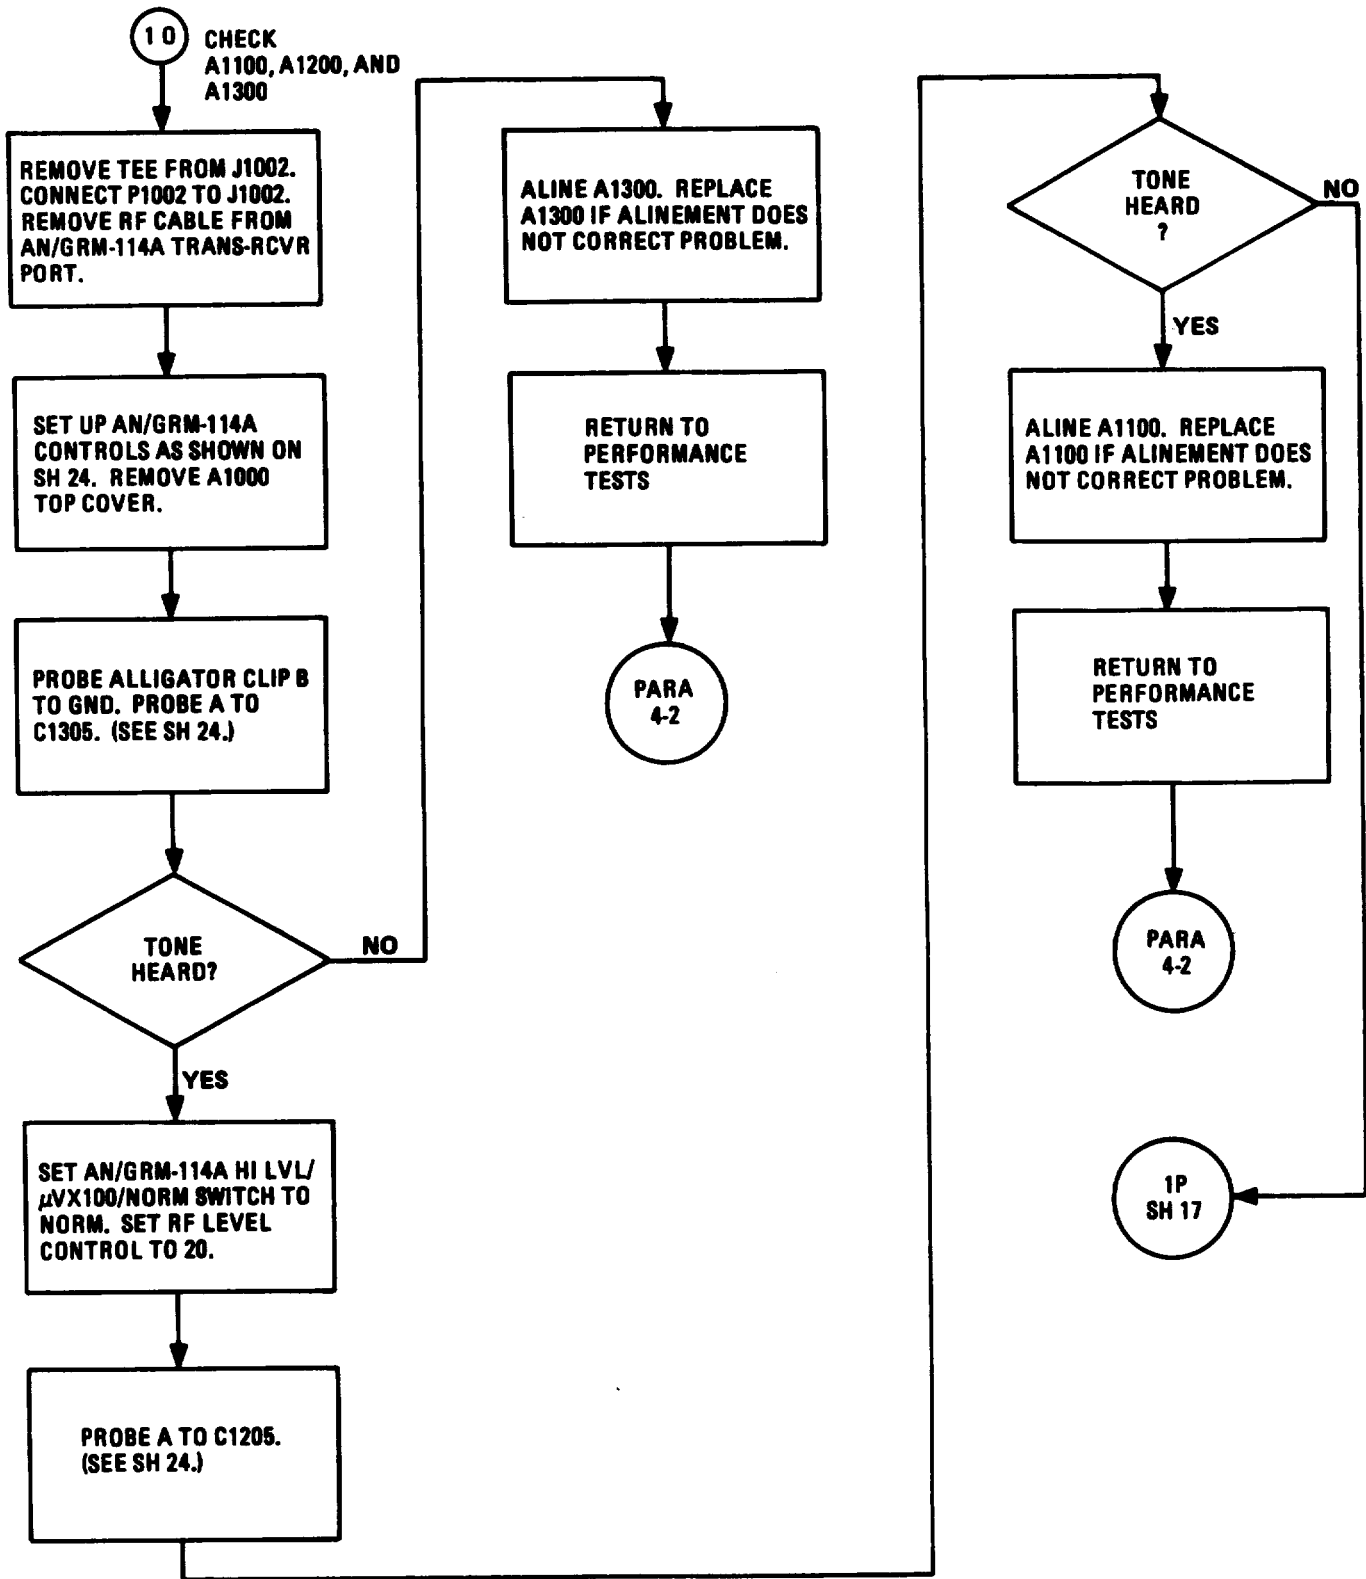 10
CHECK
A1100, A1200, AND
A1300
REMOVE TEE FROM J1002.
CONNECT P1002 TO J1002.
REMOVE RF CABLE FROM
AN/GRM-114A TRANS-RCVR
PORT.
SET UP AN/GRM-114A
CONTROLS AS SHOWN ON
SH 24. REMOVE A1000
TOP COVER.
PROBE ALLIGATOR CLIP B
TO GND. PROBE A TO
C1305. (SEE SH 24.)
TONE
HEARD?
NO
YES
SET AN/GRM-114A HI LVL/
µVX100/NORM SWITCH TO
NORM. SET RF LEVEL
CONTROL TO 20.
PROBE A TO C1205.
(SEE SH 24.)
ALINE A1300. REPLACE
A1300 IF ALINEMENT DOES
NOT CORRECT PROBLEM.
RETURN TO
PERFORMANCE
TESTS
PARA
4-2
TONE
HEARD
?
NO
YES
ALINE A1100. REPLACE
A1100 IF ALINEMENT DOES
NOT CORRECT PROBLEM.
RETURN TO
PERFORMANCE
TESTS
PARA
4-2
1P
SH 17